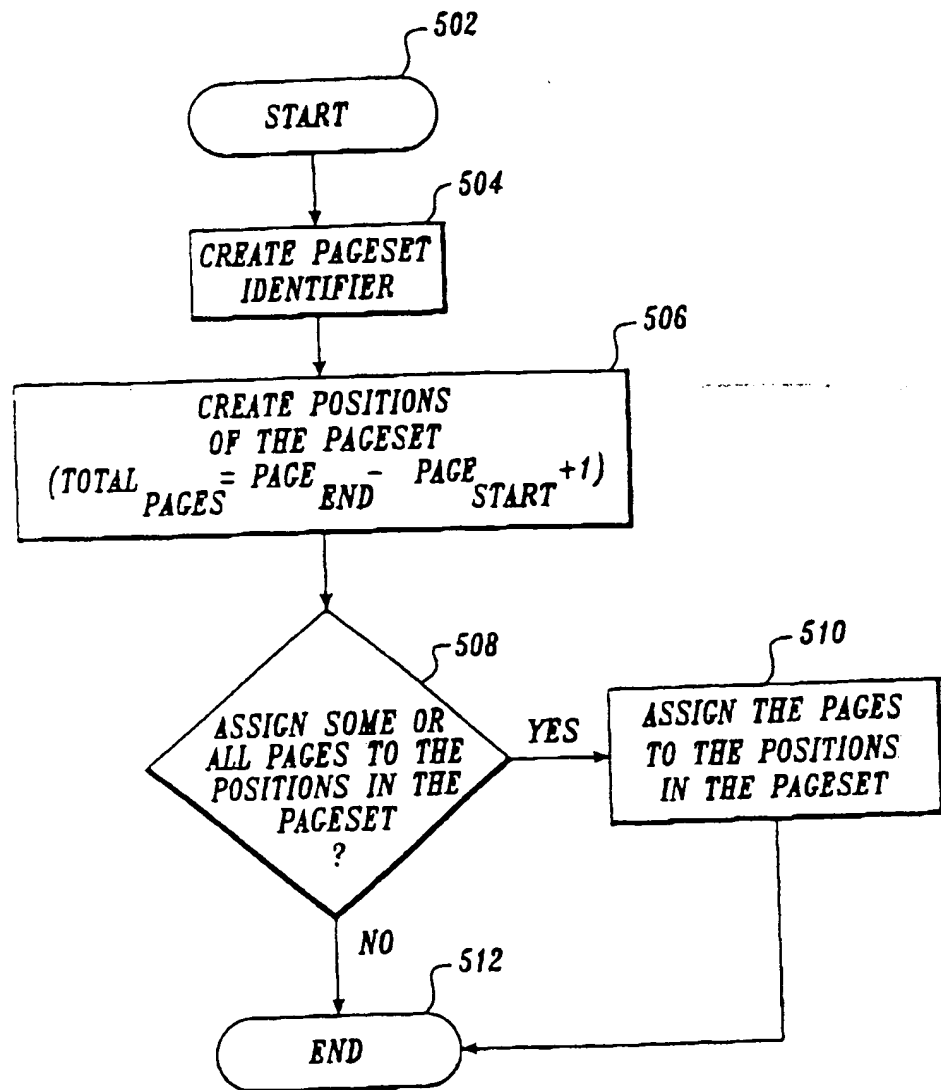 502
START
504
CREATE PAGESET
IDENTIFIER
506
CREATE POSITIONS
OF THE PAGESET
(TOTAL PAGES = PAGE END - PAGE START +1)
508
ASSIGN SOME OR
ALL PAGES TO THE
POSITIONS IN THE
PAGESET
?
YES
510
ASSIGN THE PAGES
TO THE POSITIONS
IN THE PAGESET
NO
512
END